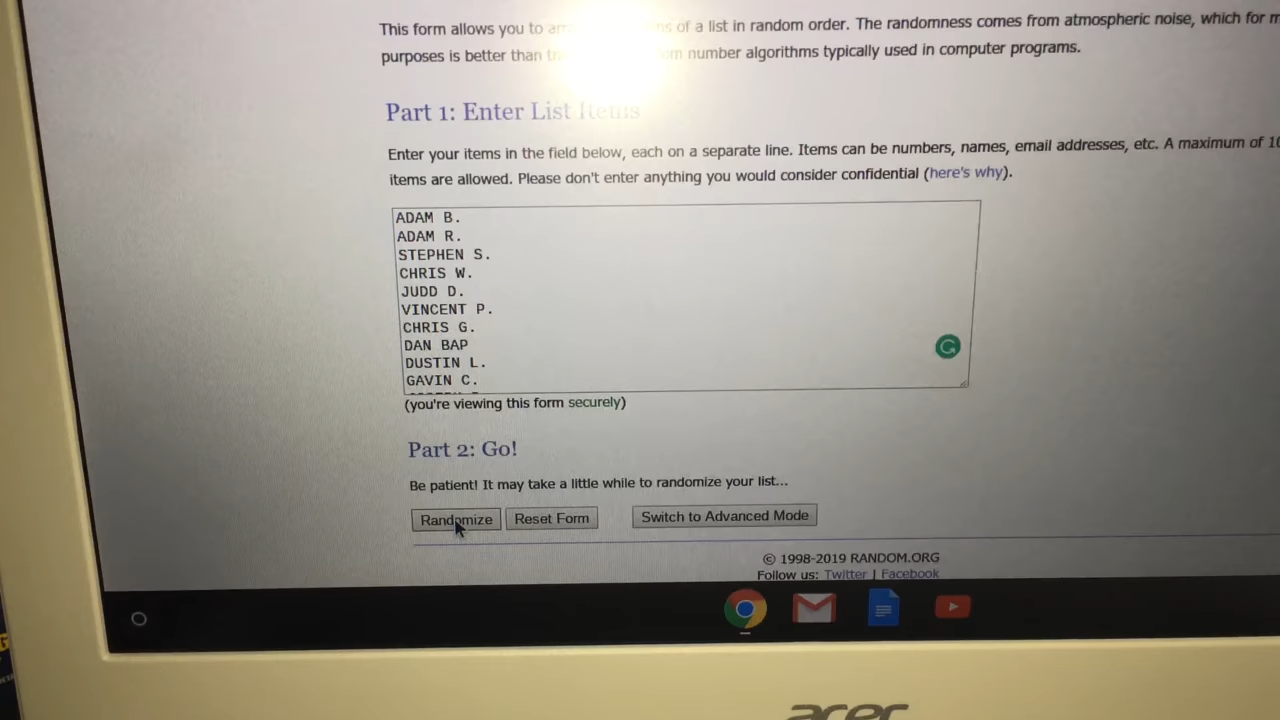 This form allows you to of a list in random order. The randomness comes from atmospheric noise, which for
purposes is better than number algorithms typically used in computer programs.
Part 1: Enter List Items
Enter your items in the field below, each on a separate line. Items can be numbers, names, email addresses, etc. A maximum of
items are allowed. Please don't enter anything you would consider confidential (here's why).
ADAM B.
ADAM R.
STEPHEN S.
CHRIS W.
JUDD D.
VINCENT P.
CHRIS G.
DAN BAP
DUSTIN L.
GAVIN C.
(you're viewing this form securely)
Part 2: Go!
Be patient! It may take a little while to randomize your list...
Randomize Reset Form Switch to Advanced Mode
© 1998-2019 RANDOM.ORG
Follow us: Twitter | Facebook
acer